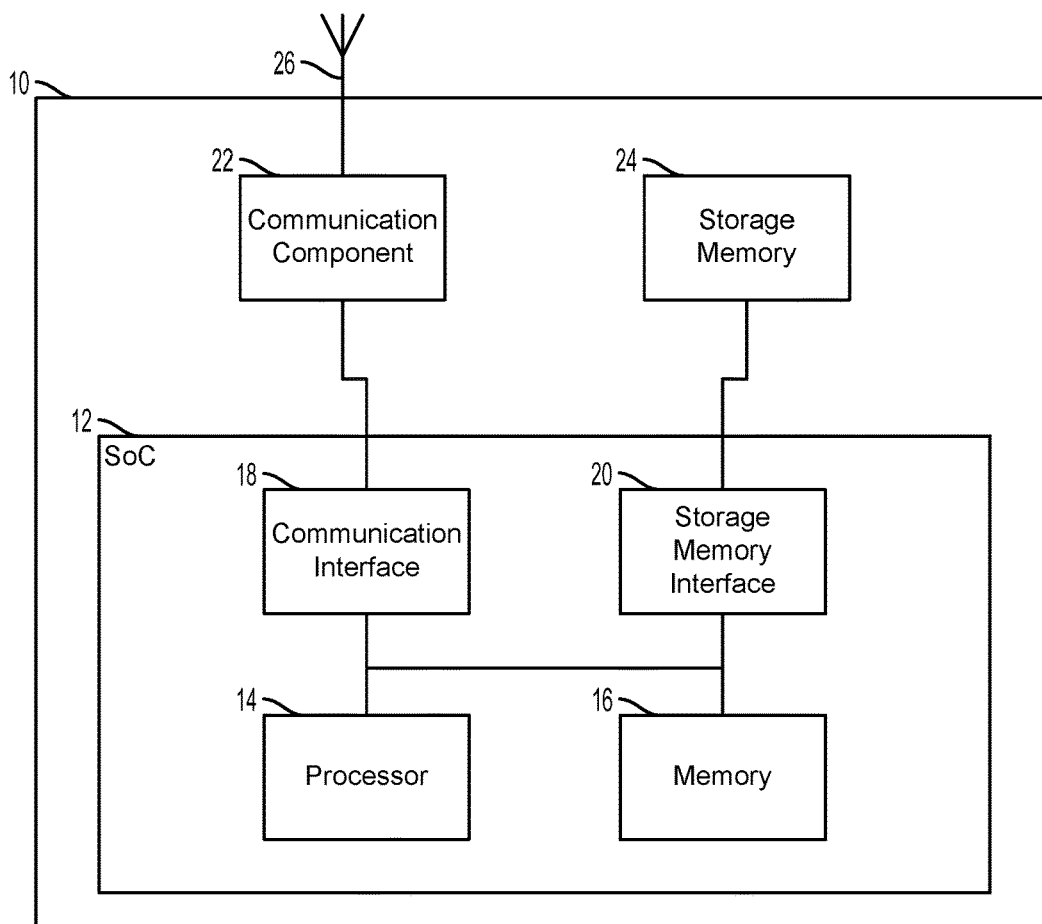 26
10
22
24
Communication
Component
Storage
Memory
12
SoC
18
20
Communication
Interface
Storage
Memory
Interface
14
16
Processor
Memory